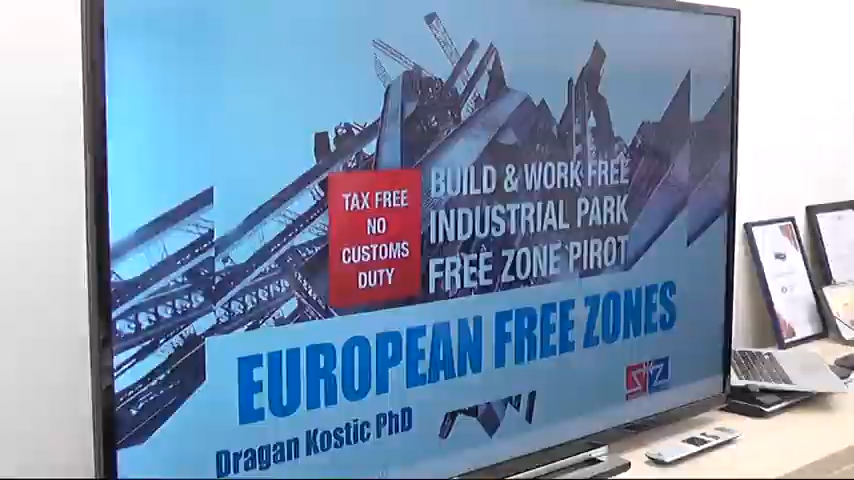 TAX FREE
NO
CUSTOMS
DUTY
BUILD & WORK FREE
INDUSTRIAL PARK
FREE ZONE PIROT
EUROPEAN FREE ZONES
Dragan Kostic PhD